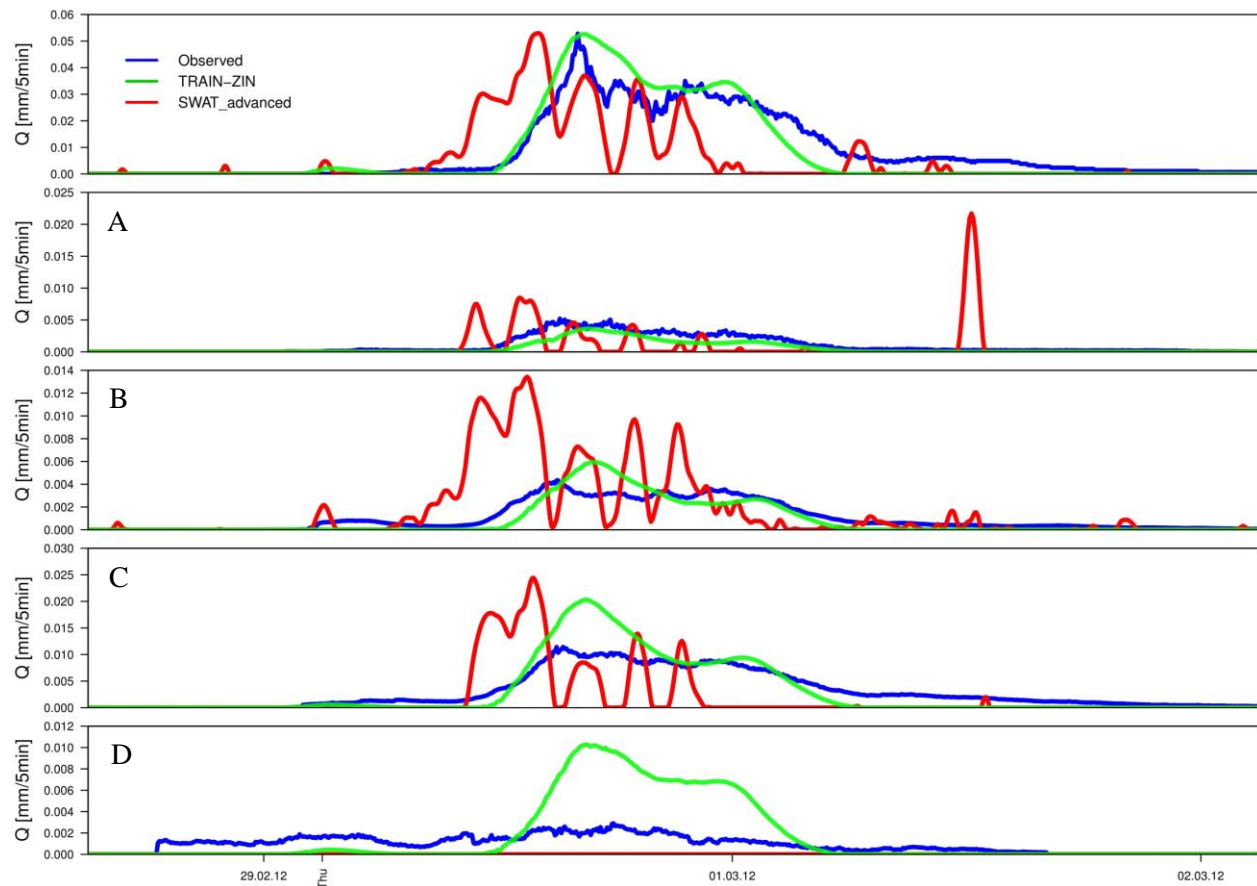 0.06
0.05
0.04
0.03
0.02
0.01
0.00
Q [mm/5min]
Observed
TRAIN−ZIN
SWAT_advanced
A
0.025
0.020
0.015
0.010
0.005
0.000
Q [mm/5min]
B
0.014
0.012
0.010
0.008
0.006
0.004
0.002
0.000
Q [mm/5min]
C
0.030
0.025
0.020
0.015
0.010
0.005
0.000
Q [mm/5min]
D
0.012
0.010
0.008
0.006
0.004
0.002
0.000
Q [mm/5min]
29.02.12
Thu
01.03.12
02.03.12